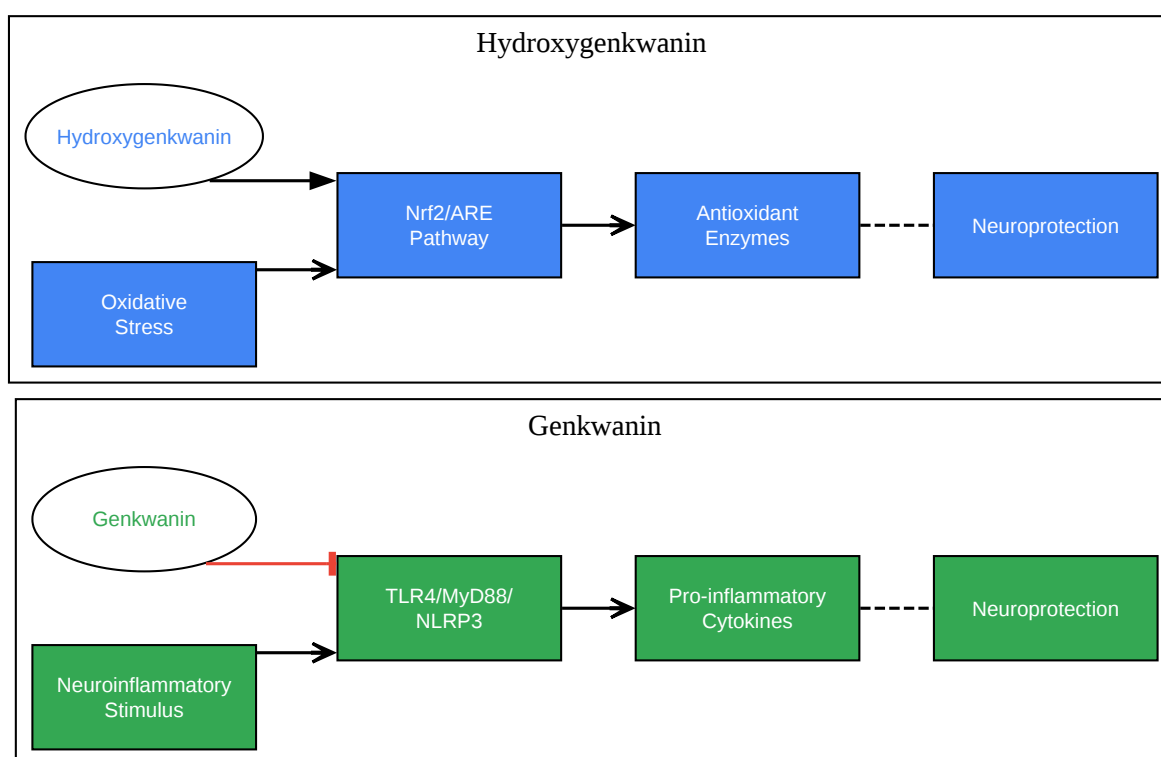 Hydroxygenkwanin
Hydroxygenkwanin
Nrf2/ARE
Pathway
Antioxidant
Enzymes
Neuroprotection
Oxidative
Stress
Genkwanin
Genkwanin
TLR4/MyD88/
NLRP3
Pro-inflammatory
Cytokines
Neuroprotection
Neuroinflammatory
Stimulus